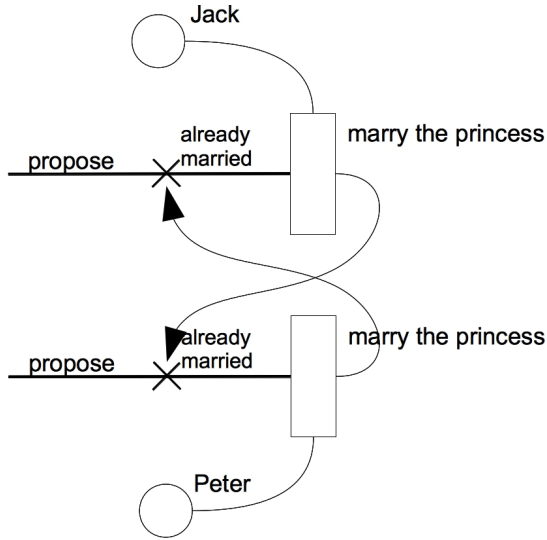 Jack
already
married
marry the princess
propose
already
married
marry the princess
propose
Peter